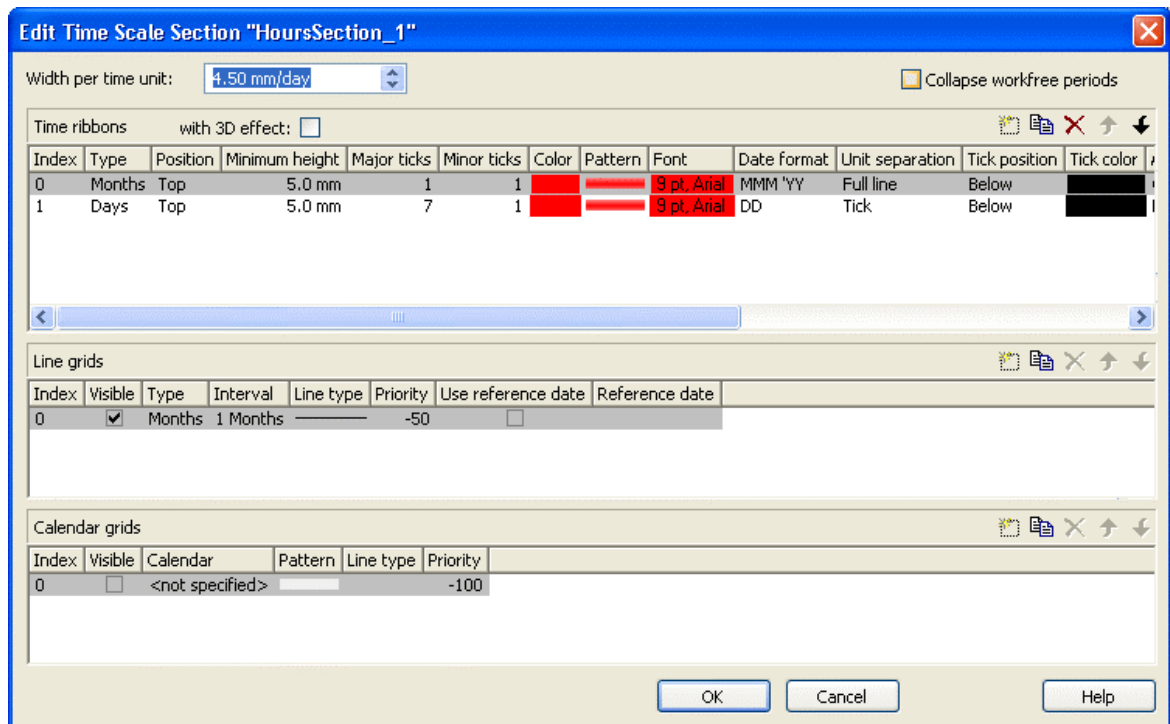 Edit Time Scale Section "HoursSection_1"
Width per time unit: 4.50 mm/day Collapse workfree periods
Time ribbons with 3D effect:
Index Type Position Minimum height Major ticks Minor ticks Color Pattern Font Date format Unit separation Tick position Tick color
0 Months Top 5.0 mm 1 1 9 pt, Arial MMM 'YY Full line Below
1 Days Top 5.0 mm 7 1 9 pt, Arial DD Tick Below
Line grids
Index Visible Type Interval Line type Priority Use reference date Reference date
0 Months 1 Months -50
Calendar grids
Index Visible Calendar Pattern Line type Priority
0 <not specified> -100
OK Cancel Help